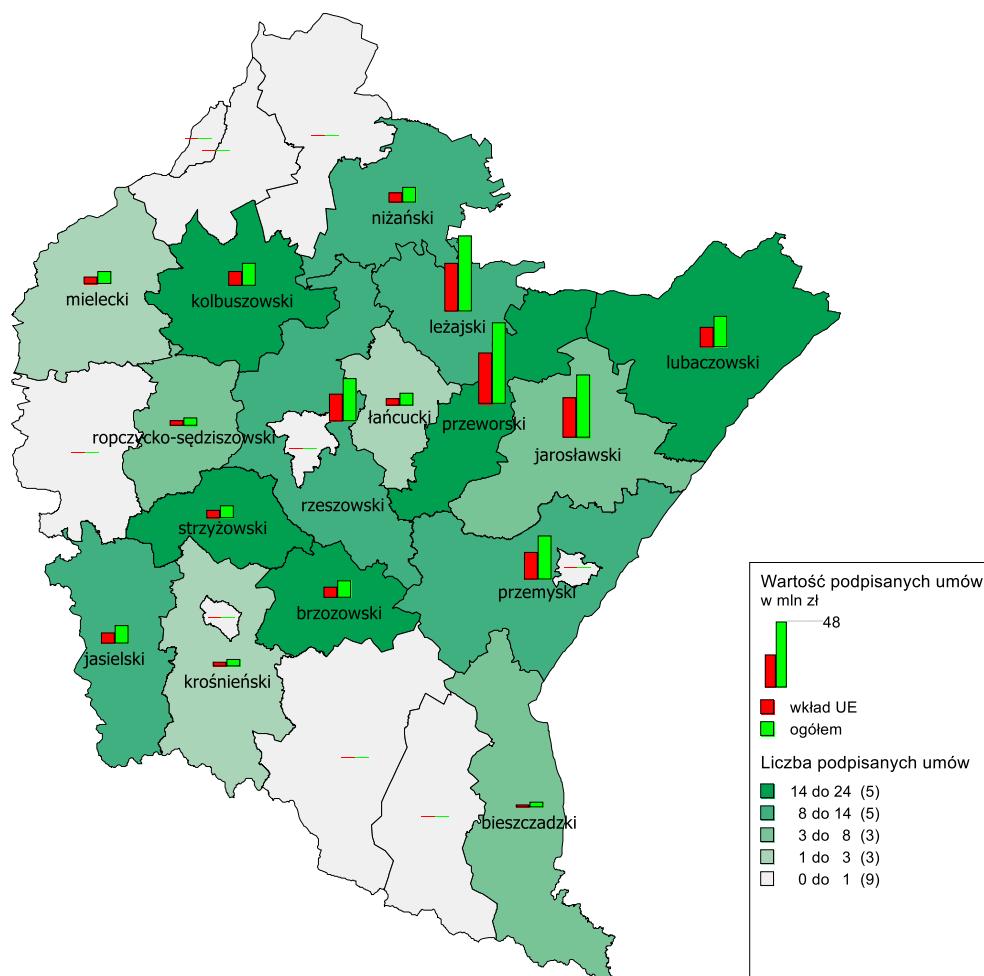 niżański
mielecki
kolbuszowski
leżajski
lubaczowski
łańcucki
przeworski
ropczycko-sędziszowski
jarosławski
rzeszowski
strzyżowski
przemyski
brzozowski
jasielski
krośnieński
bieszczadzki
Wartość podpisanych umów
w mln zł
48
wkład UE
ogółem
Liczba podpisanych umów
14 do 24 (5)
8 do 14 (5)
3 do 8 (3)
1 do 3 (3)
0 do 1 (9)